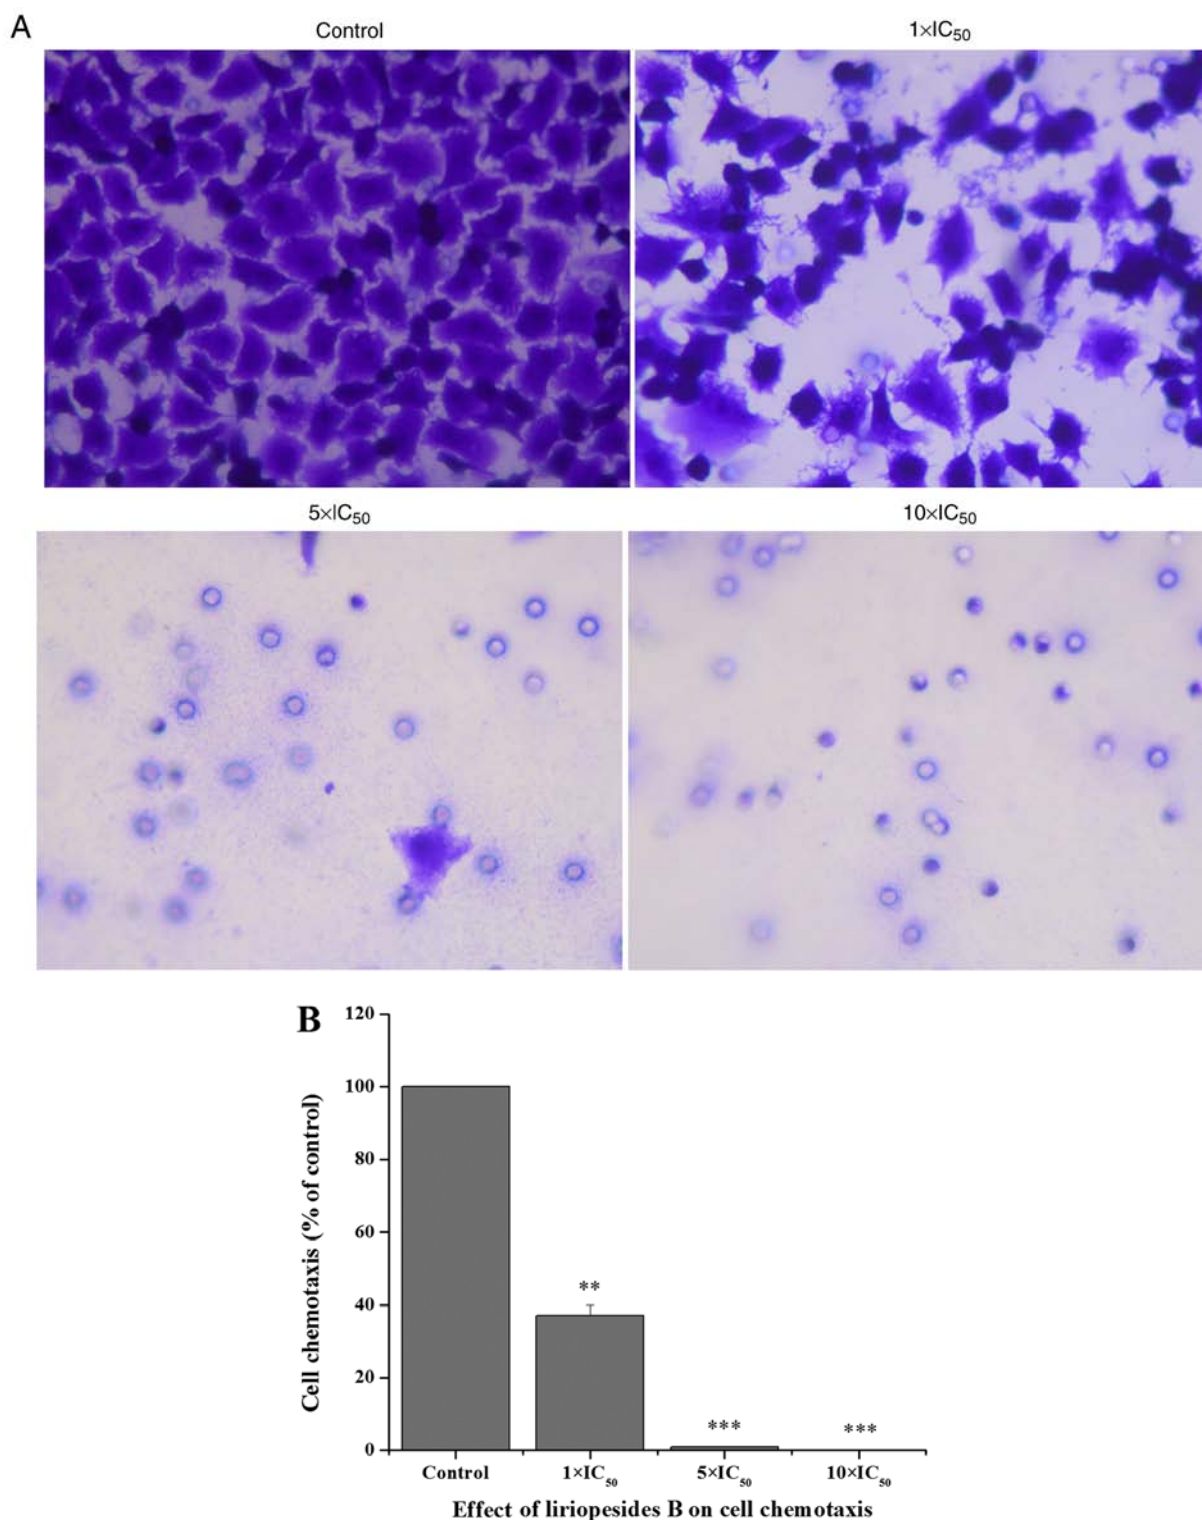 A
Control
1×IC₅₀
5×IC₅₀
10×IC₅₀
B
120
100
80
60
40
20
0
Cell chemotaxis (% of control)
**
***
***
Control
1×IC₅₀
5×IC₅₀
10×IC₅₀
Effect of liriopesides B on cell chemotaxis